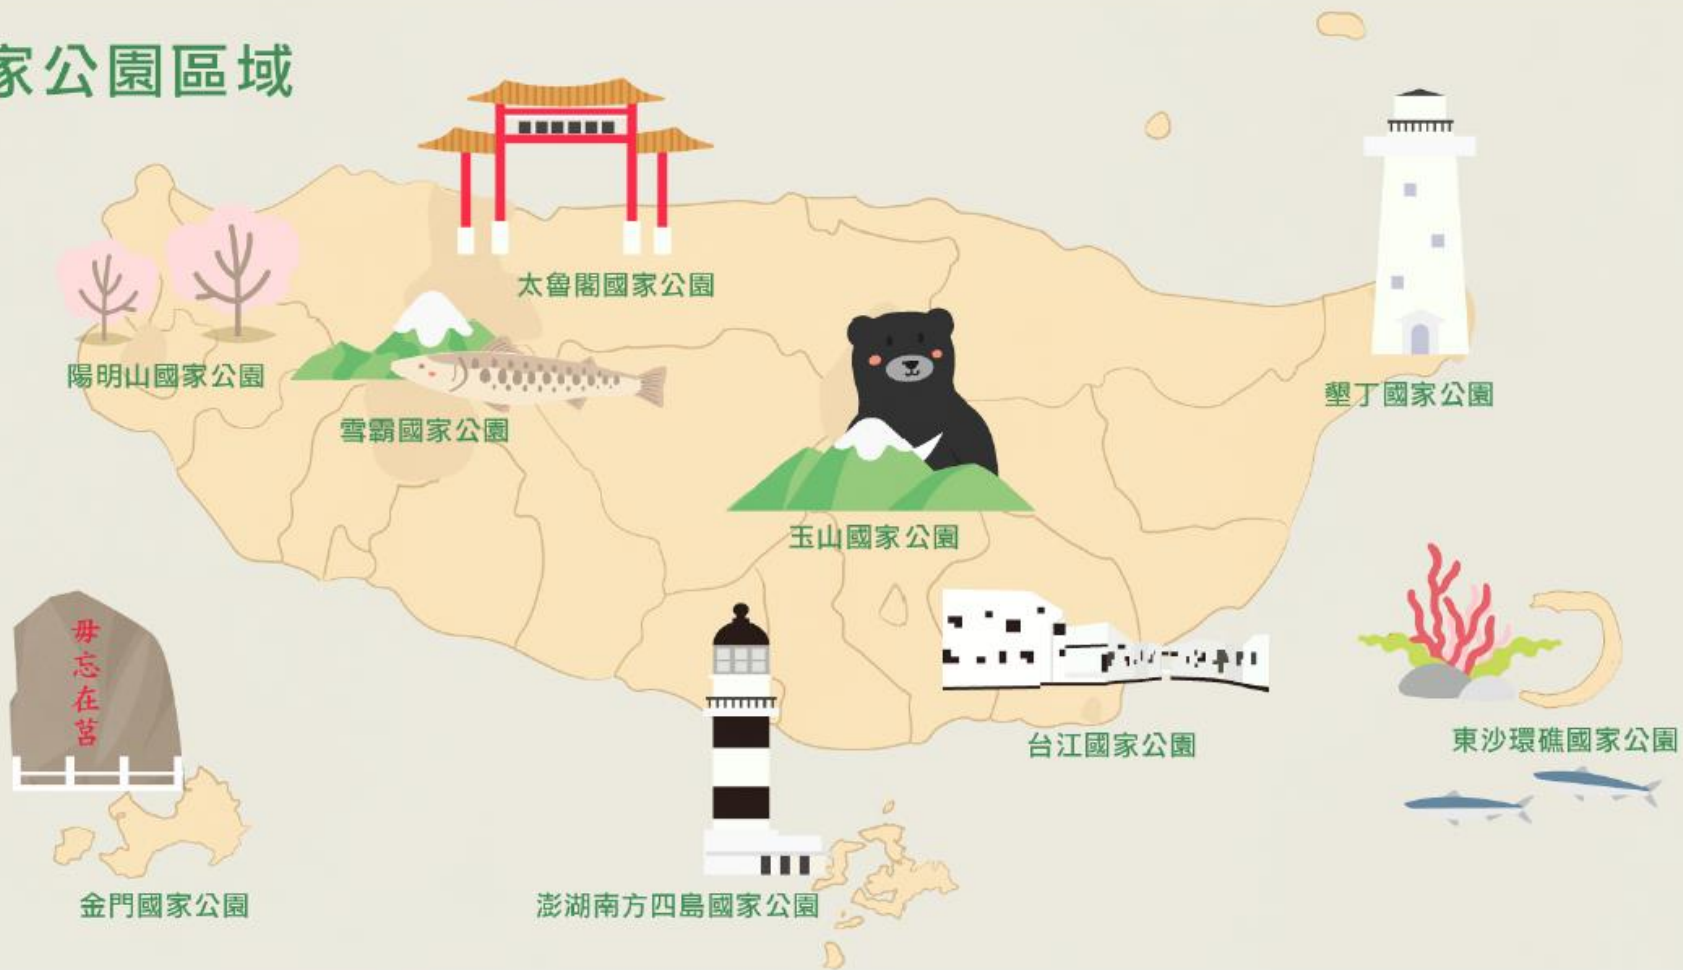 家公園區域
太魯閣國家公園
陽明山國家公園
雪霸國家公園
墾丁國家公園
玉山國家公園
毋忘在莒
台江國家公園
東沙環礁國家公園
金門國家公園
澎湖南方四島國家公園